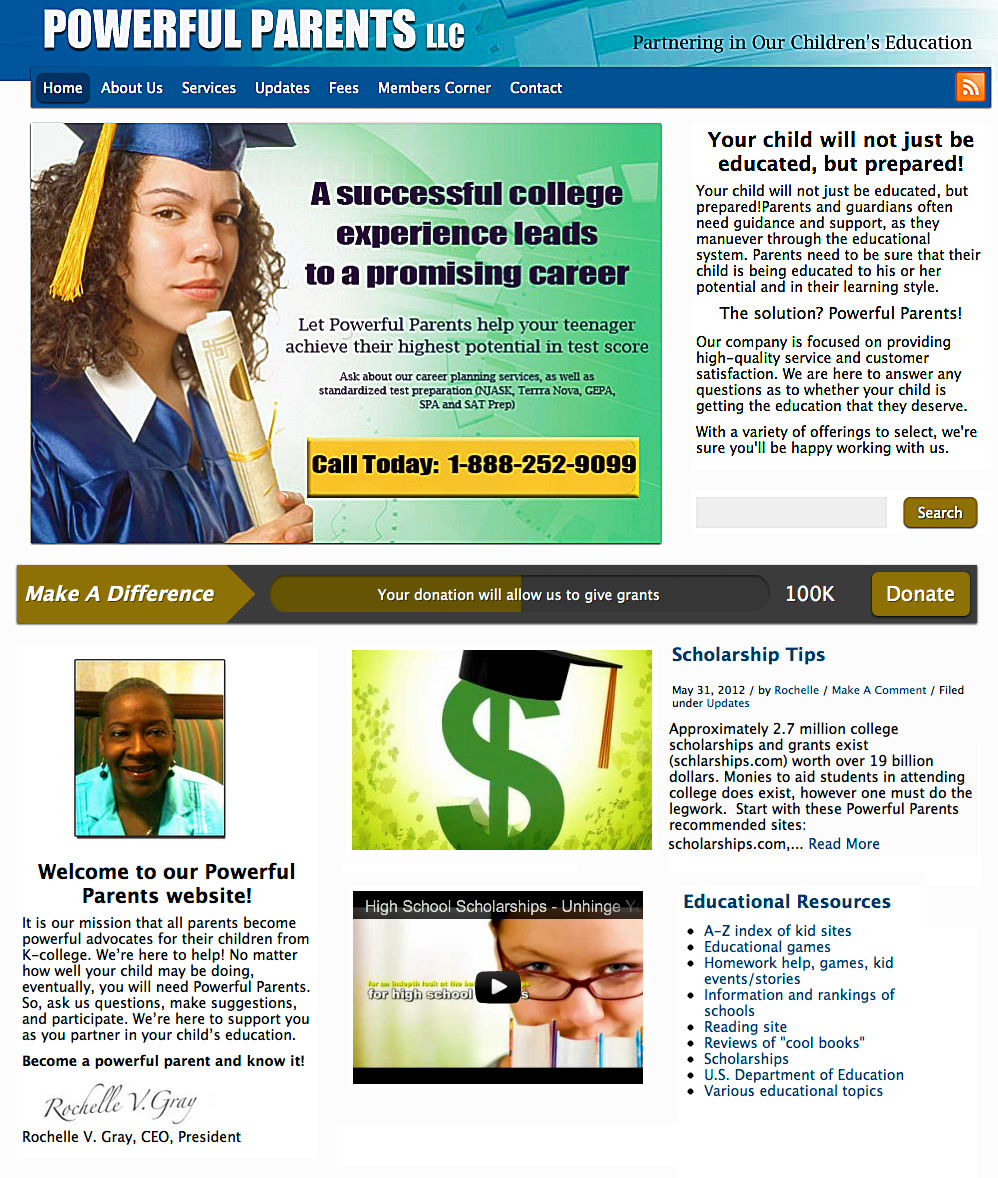 POWERFUL PARENTS LLC
Partnering in Our Children's Education
Home About Us Services Updates Fees Members Corner Contact
A successful college
experience leads
to a promising career
Let Powerful Parents help your teenager
achieve their highest potential in test score
Ask about our career planning services, as well as
standardized test preparation (NJASK, Terrra Nova, GEPA,
SPA and SAT Prep)
Call Today: 1-888-252-9099
Your child will not just be
educated, but prepared!
Your child will not just be educated, but
prepared!Parents and guardians often
need guidance and support, as they
manuever through the educational
system. Parents need to be sure that their
child is being educated to his or her
potential and in their learning style.
The solution? Powerful Parents!
Our company is focused on providing
high-quality service and customer
satisfaction. We are here to answer any
questions as to whether your child is
getting the education that they deserve.
With a variety of offerings to select, we're
sure you'll be happy working with us.
Search
Make A Difference
Your donation will allow us to give grants
100K
Donate
Welcome to our Powerful
Parents website!
It is our mission that all parents become
powerful advocates for their children from
K-college. We're here to help! No matter
how well your child may be doing,
eventually, you will need Powerful Parents.
So, ask us questions, make suggestions,
and participate. We're here to support you
as you partner in your child's education.
Become a powerful parent and know it!
Rochelle V. Gray
Rochelle V. Gray, CEO, President
Scholarship Tips
May 31, 2012 / by Rochelle / Make A Comment / Filed
under Updates
Approximately 2.7 million college
scholarships and grants exist
(schlarships.com) worth over 19 billion
dollars. Monies to aid students in attending
college does exist, however one must do the
legwork.  Start with these Powerful Parents
recommended sites:
scholarships.com,... Read More
High School Scholarships - Unhinge Y
for an indepth look at the
for high school
Educational Resources
A-Z index of kid sites
Educational games
Homework help, games, kid
events/stories
Information and rankings of
schools
Reading site
Reviews of "cool books"
Scholarships
U.S. Department of Education
Various educational topics